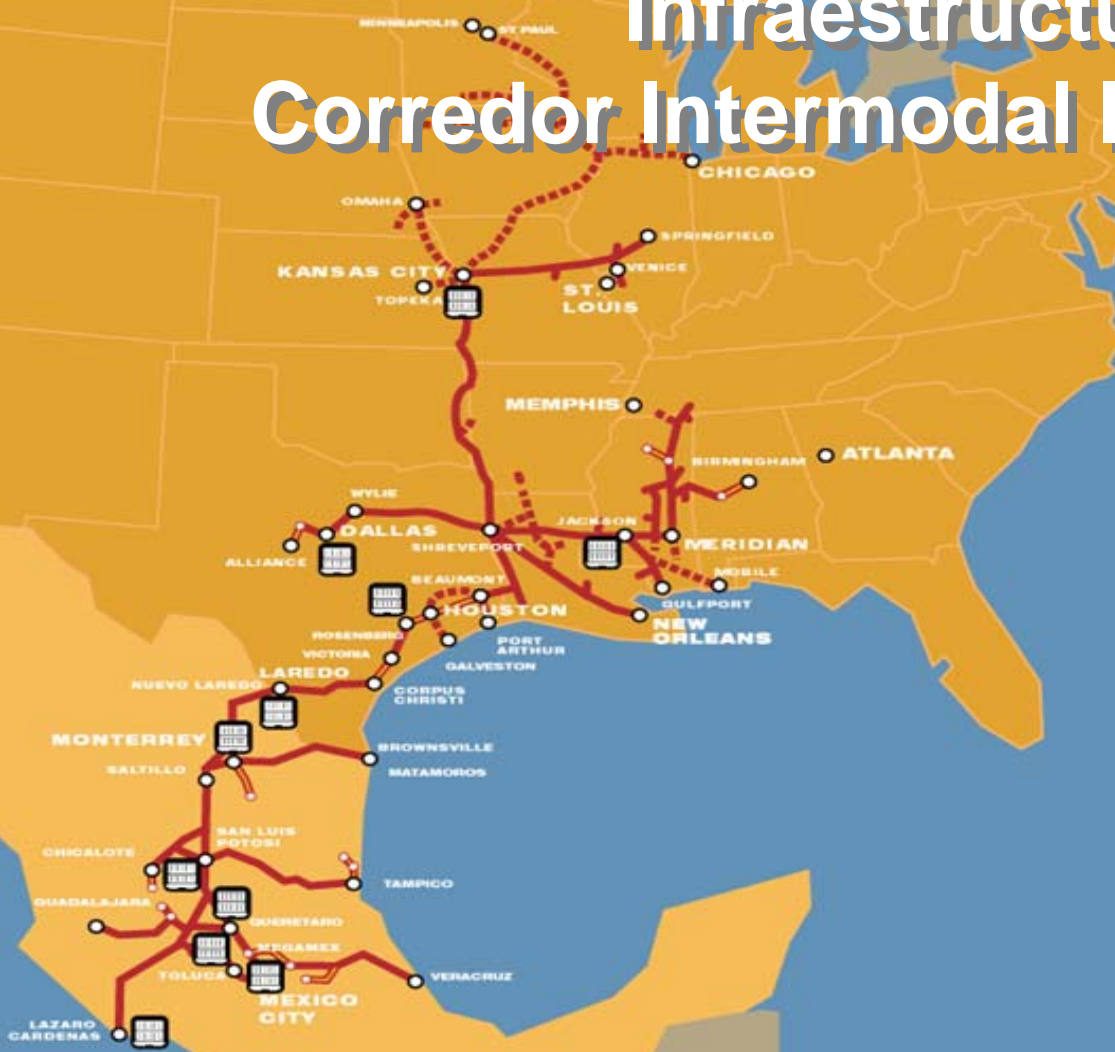 Infraestructu
Corredor Intermodal
MINNEAPOLIS
ST PAUL
CHICAGO
OMAHA
SPRINGFIELD
KANSAS CITY
VENICE
TOPEKA
ST.
LOUIS
MEMPHIS
ATLANTA
BIRMINGHAM
WYLIE
DALLAS
JACKSON
SHREVEPORT
MERIDIAN
ALLIANCE
MOBILE
BEAUMONT
GULFPORT
HOUSTON
NEW
ORLEANS
ROSENBERG
PORT
ARTHUR
VICTORIA
GALVESTON
LAREDO
NUEVO LAREDO
CORPUS
CHRISTI
MONTERREY
BROWNSVILLE
SALTILLO
MATAMOROS
SAN LUIS
POTOSI
CHICALOTE
TAMPICO
GUADALAJARA
QUERETARO
MEGAMEX
TOLUCA
VERACRUZ
MEXICO
CITY
LAZARO
CARDENAS